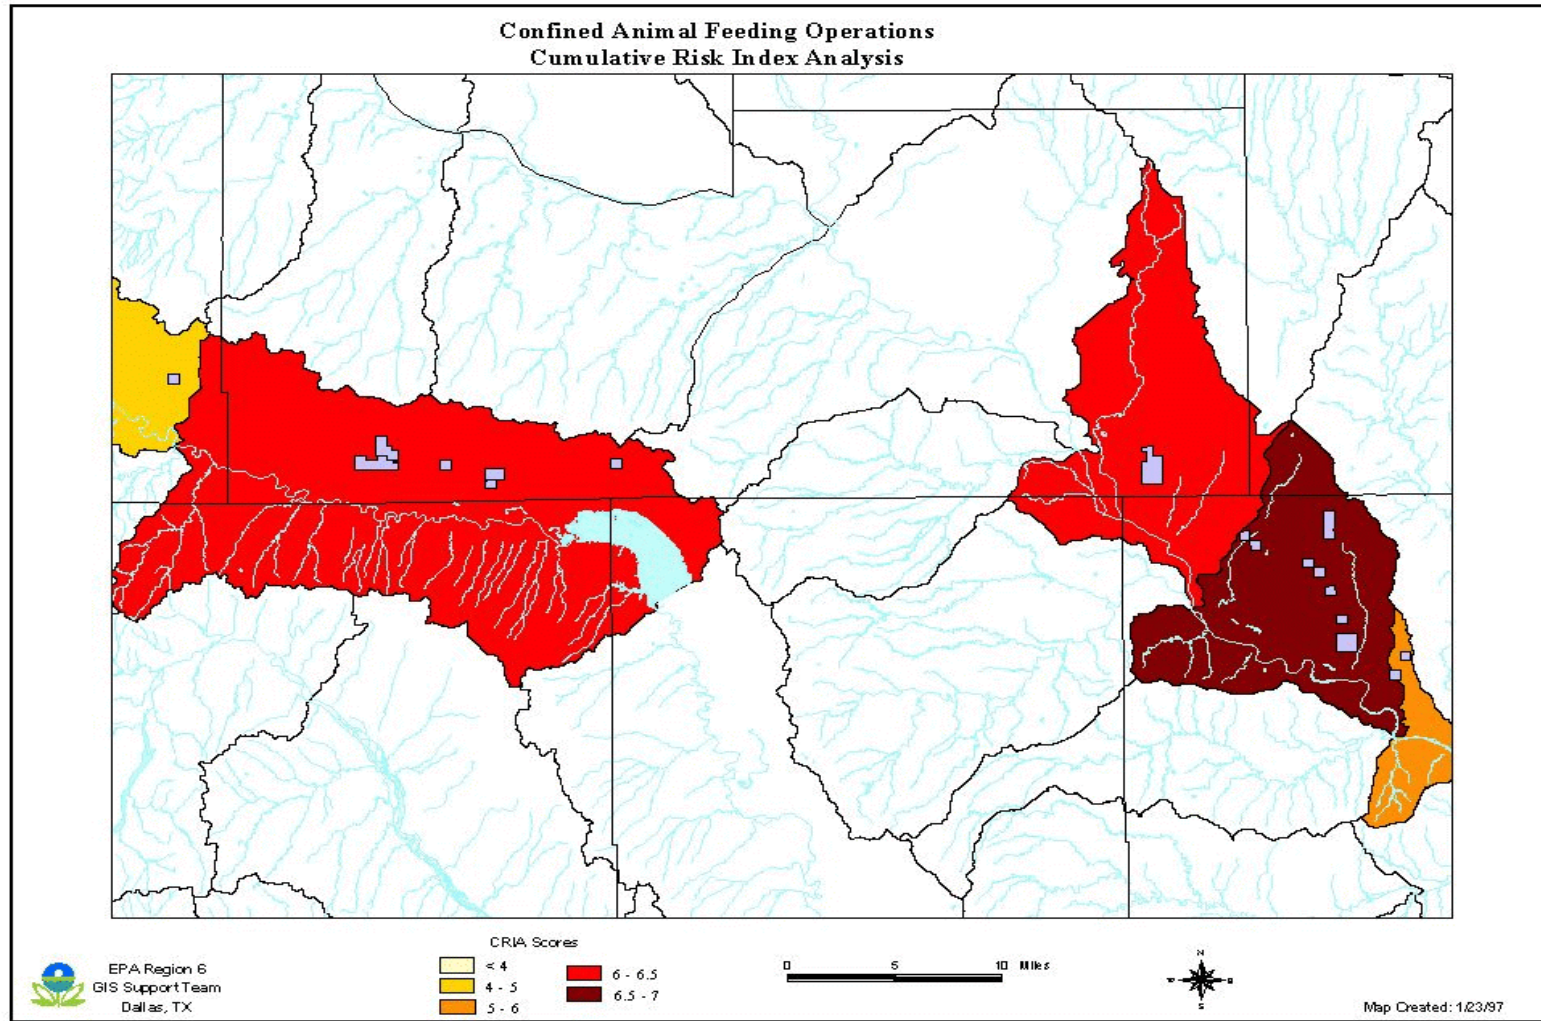 Confined Animal Feeding Operations
Cumulative Risk Index Analysis
EPA Region 6
GIS Support Team
Dallas, TX
CRIA Scores
< 4
4 - 5
5 - 6
6 - 6.5
6.5 - 7
0 5 10 Miles
N
S
Map Created: 1/23/97